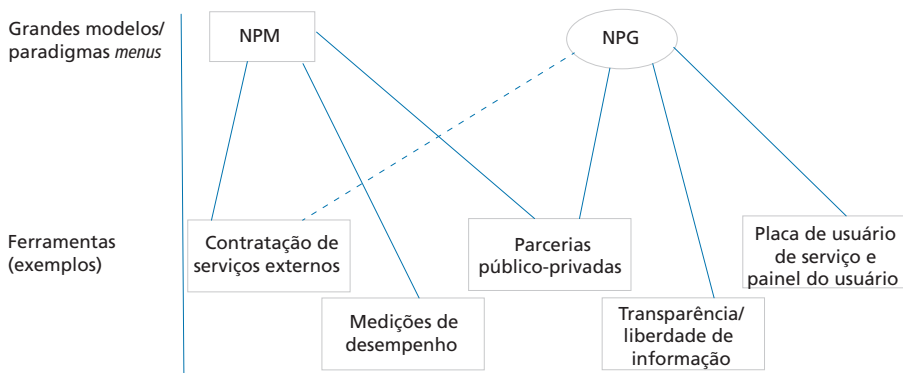 Grandes modelos/
paradigmas menus
NPM
NPG
Ferramentas
(exemplos)
Contratação de
serviços externos
Parcerias
público-privadas
Placa de usuário
de serviço e
painel do usuário
Medições de
desempenho
Transparência/
liberdade de
informação